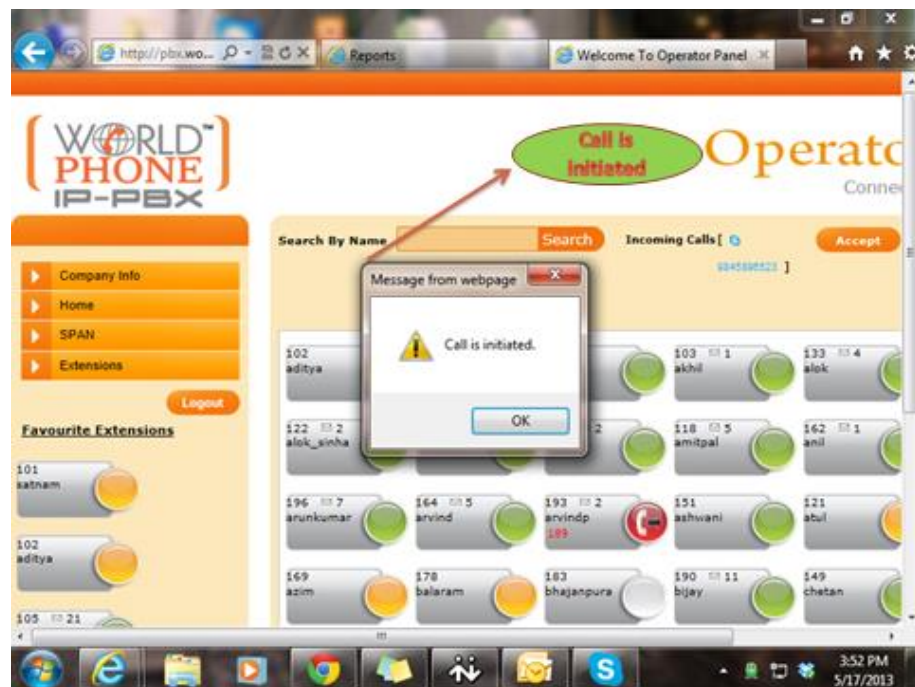 http://pbx.wo...
Reports
Welcome To Operator Panel
WORLD™
PHONE
IP-PBX
Call is
initiated
Operato
Connec
Search By Name
Search
Incoming Calls [
]
Accept
Company Info
Home
SPAN
Extensions
Logout
Favourite Extensions
101
satnam
102
aditya
105 21
Message from webpage
Call is initiated.
OK
102
aditya
103 1
akhil
133 4
alok
122 2
alok_sinha
2
118 5
amitpal
162 1
anil
196 7
arunkumar
164 5
arvind
193 2
arvindp
189
151
ashwani
121
atul
169
azim
178
balaram
183
bhajanpura
190 11
bijay
149
chetan
3:52 PM
5/17/2013